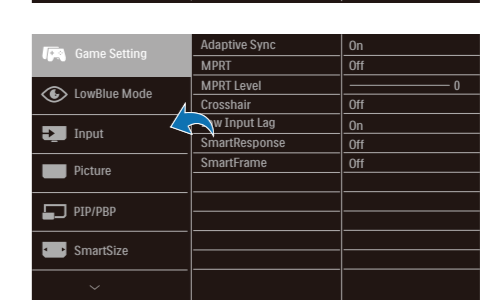 Game Setting
LowBlue Mode
Input
Picture
PIP/PBP
SmartSize
Adaptive Sync On
MPRT Off
MPRT Level 0
Crosshair Off
Input Lag On
SmartResponse Off
SmartFrame Off